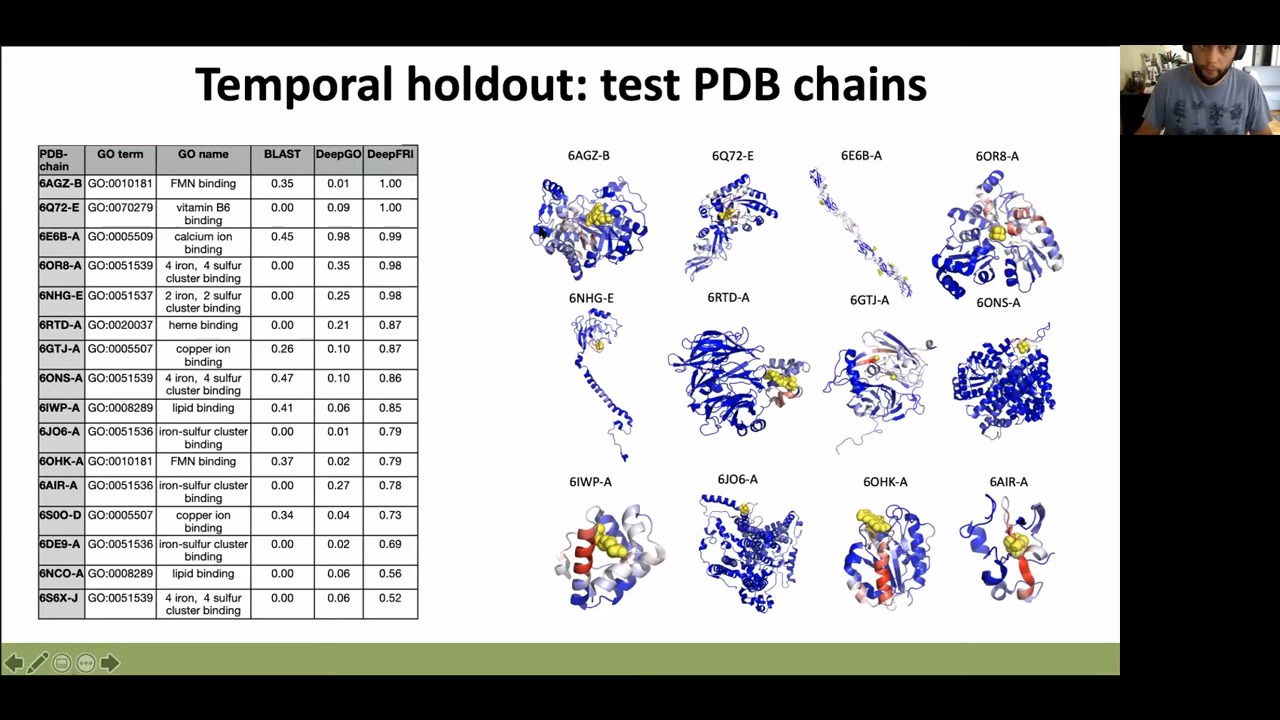 Temporal holdout: test PDB chains
PDB-chain GO term GO name BLAST DeepGO DeepFRI
6AGZ-B GO:0010181 FMN binding 0.35 0.01 1.00
6Q72-E GO:0070279 vitamin B6 binding 0.00 0.09 1.00
6E6B-A GO:0005509 calcium ion binding 0.45 0.98 0.99
6OR8-A GO:0051539 4 iron, 4 sulfur cluster binding 0.00 0.35 0.98
6NHG-E GO:0051537 2 iron, 2 sulfur cluster binding 0.00 0.25 0.98
6RTD-A GO:0020037 heme binding 0.00 0.21 0.87
6GTJ-A GO:0005507 copper ion binding 0.26 0.10 0.87
6ONS-A GO:0051539 4 iron, 4 sulfur cluster binding 0.47 0.10 0.86
6IWP-A GO:0008289 lipid binding 0.41 0.06 0.85
6JO6-A GO:0051536 iron-sulfur cluster binding 0.00 0.01 0.79
6OHK-A GO:0010181 FMN binding 0.37 0.02 0.79
6AIR-A GO:0051536 iron-sulfur cluster binding 0.00 0.27 0.78
6S0O-D GO:0005507 copper ion binding 0.34 0.04 0.73
6DE9-A GO:0051536 iron-sulfur cluster binding 0.00 0.02 0.69
6NCO-A GO:0008289 lipid binding 0.00 0.06 0.56
6S6X-J GO:0051539 4 iron, 4 sulfur cluster binding 0.00 0.06 0.52
6AGZ-B 6Q72-E 6E6B-A 6OR8-A
6NHG-E 6RTD-A 6GTJ-A 6ONS-A
6IWP-A 6JO6-A 6OHK-A 6AIR-A